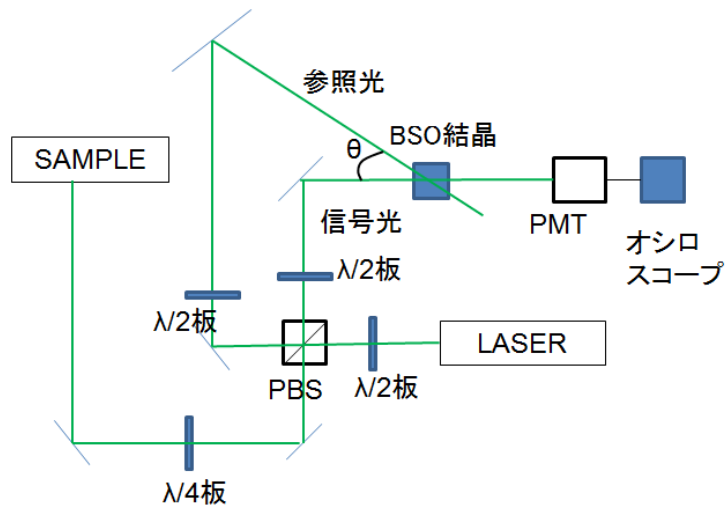 参照光
BSO結晶
SAMPLE
θ
信号光
PMT
オシロ
スコープ
λ/2板
λ/2板
PBS
λ/2板
LASER
λ/4板